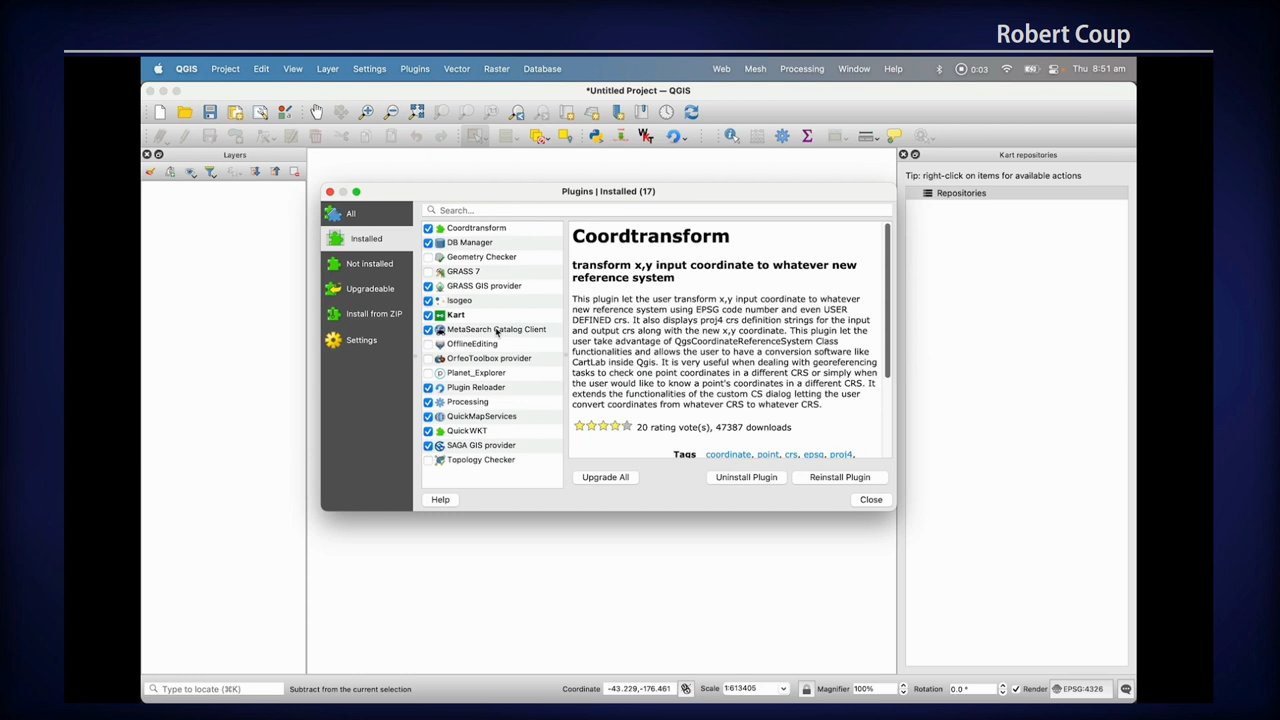 Robert Coup
QGIS Project Edit View Layer Settings Plugins Vector Raster Database Web Mesh Processing Window Help 0:03 Thu 8:51 am
*Untitled Project — QGIS
Layers
Kart repositories
Tip: right-click on items for available actions
Repositories
Plugins | Installed (17)
All
Installed
Not installed
Upgradeable
Install from ZIP
Settings
Search...
Coordtransform
DB Manager
Geometry Checker
GRASS 7
GRASS GIS provider
Isogeo
Kart
MetaSearch Catalog Client
OfflineEditing
OrfeoToolbox provider
Planet_Explorer
Plugin Reloader
Processing
QuickMapServices
QuickWKT
SAGA GIS provider
Topology Checker
Coordtransform
transform x,y input coordinate to whatever new
reference system
This plugin let the user transform x,y input coordinate to whatever
new reference system using EPSG code number and even USER
DEFINED crs. It also displays proj4 crs definition strings for the input
and output crs along with the new x,y coordinate. This plugin let the
user take advantage of QgsCoordinateReferenceSystem Class
functionalities and allows the user to have a conversion software like
CartLab inside Qgis. It is very useful when dealing with georeferencing
tasks to check one point coordinates in a different CRS or simply when
the user would like to know a point's coordinates in a different CRS. It
extends the functionalities of the custom CS dialog letting the user
convert coordinates from whatever CRS to whatever CRS.
20 rating vote(s), 47387 downloads
Tags coordinate, point, crs, epsg, proj4,
Upgrade All Uninstall Plugin Reinstall Plugin
Help Close
Type to locate (⌘K) Subtract from the current selection Coordinate -43.229,-176.461 Scale 1:613405 Magnifier 100% Rotation 0.0 ° Render EPSG:4326